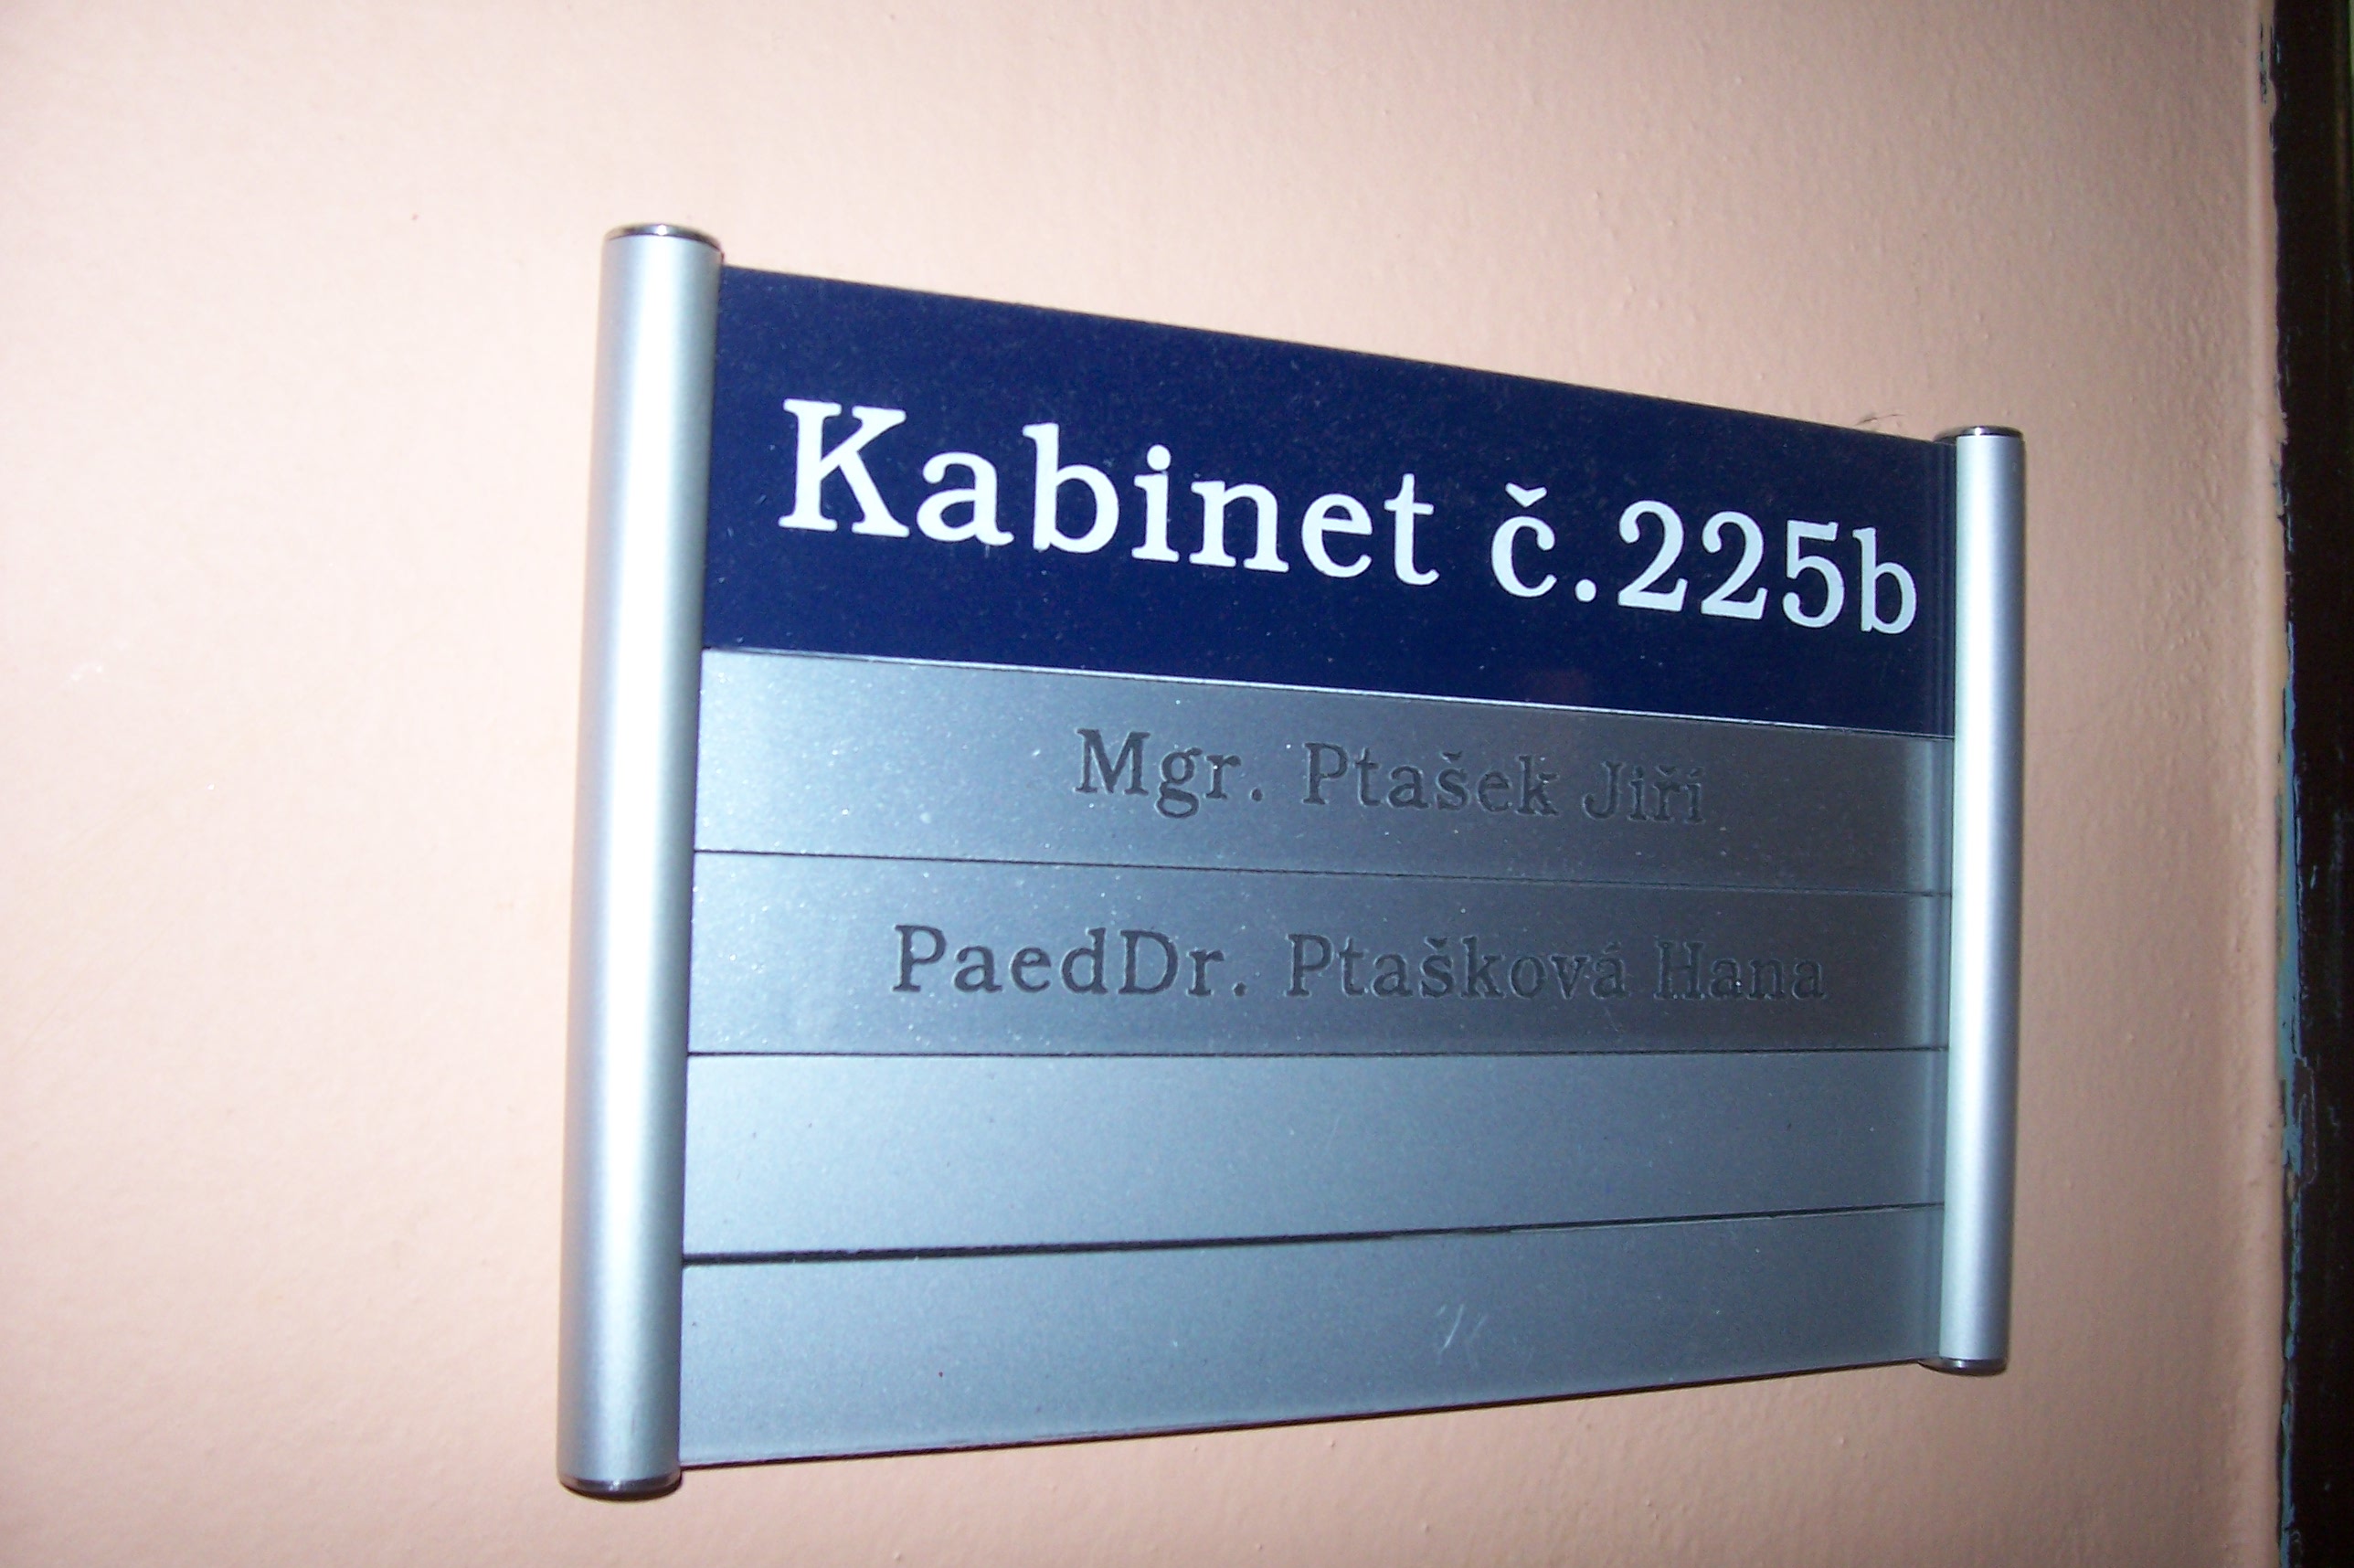 Kabinet č.225b
Mgr. Ptašek Jiří
PaedDr. Ptašková Hana